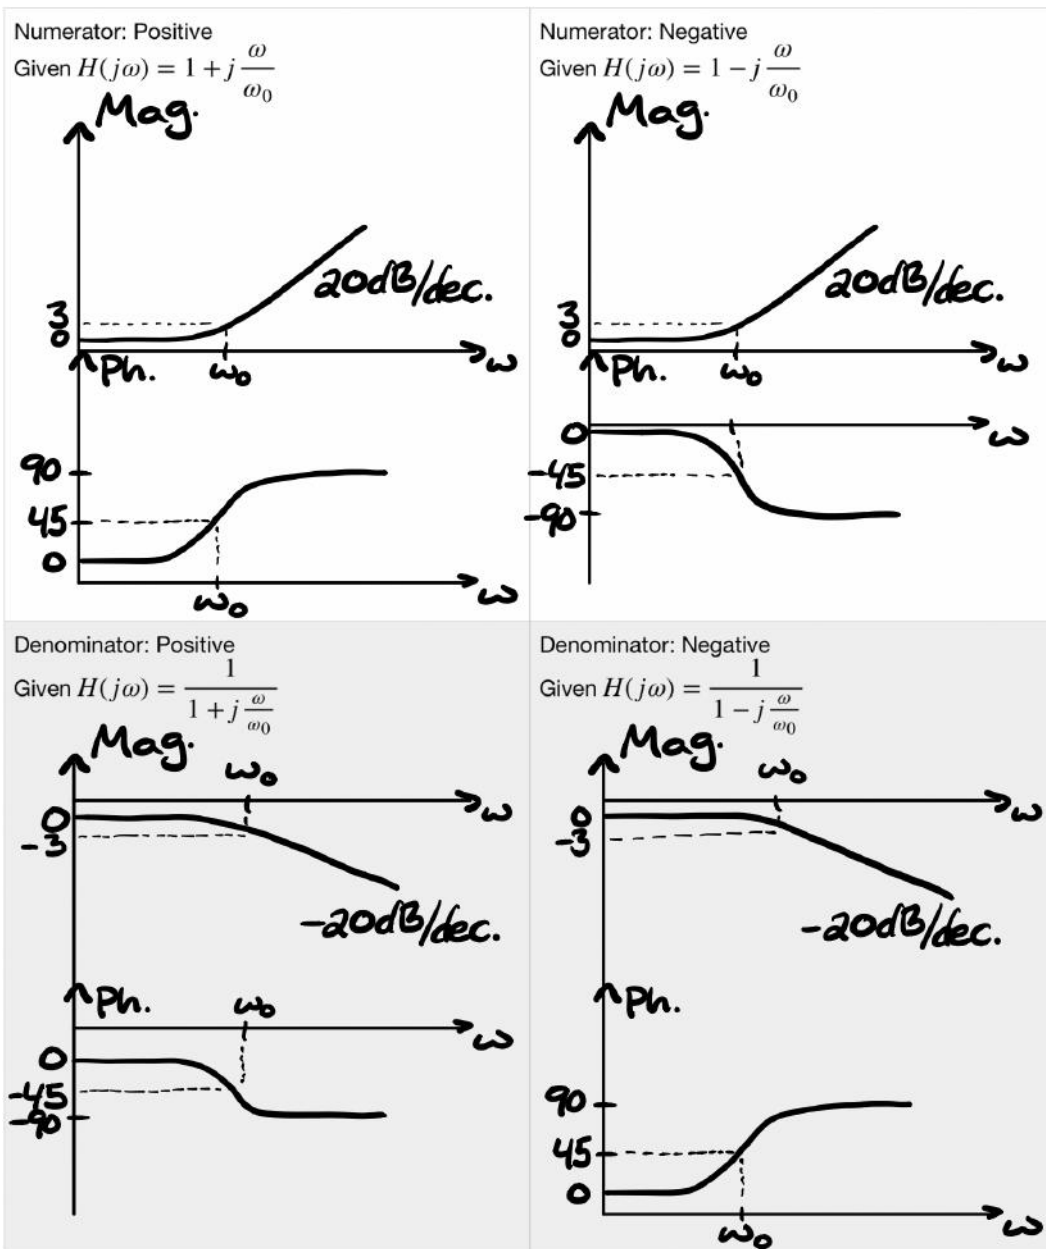 Numerator: Positive
Given H(jω) = 1 + j ω/ω₀
Mag.
20dB/dec.
3
0
ω₀
ω
Ph.
90
45
0
ω₀
ω
Numerator: Negative
Given H(jω) = 1 − j ω/ω₀
Mag.
20dB/dec.
3
0
ω₀
ω
Ph.
0
ω
-45
-90
Denominator: Positive
Given H(jω) = 1/(1 + j ω/ω₀)
Mag.
ω₀
0
ω
-3
-20dB/dec.
Ph.
ω₀
ω
0
-45
-90
Denominator: Negative
Given H(jω) = 1/(1 − j ω/ω₀)
Mag.
ω₀
0
ω
-3
-20dB/dec.
Ph.
90
45
0
ω₀
ω